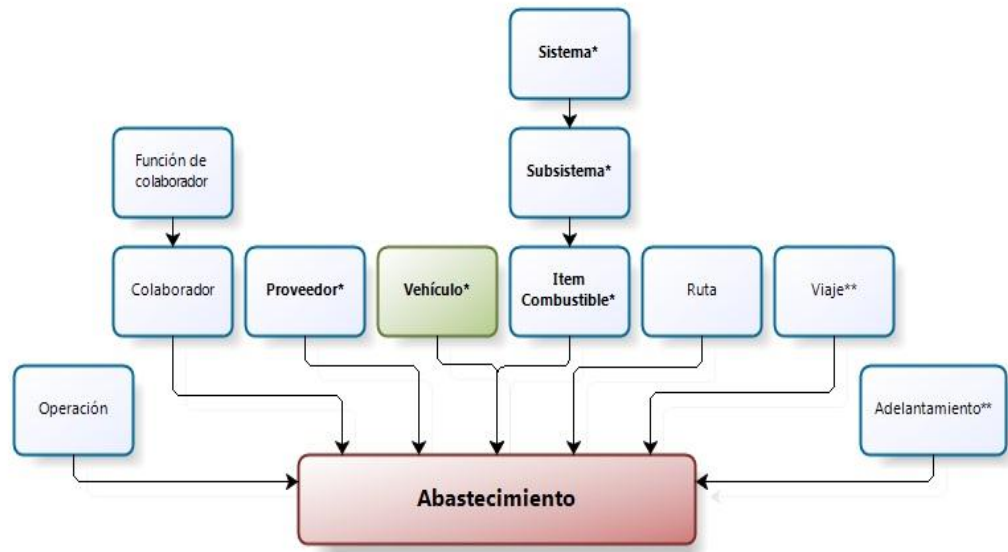 Sistema*
Función de
colaborador
Subsistema*
Colaborador
Proveedor*
Vehículo*
Item
Combustible*
Ruta
Viaje**
Operación
Adelantamiento**
Abastecimiento